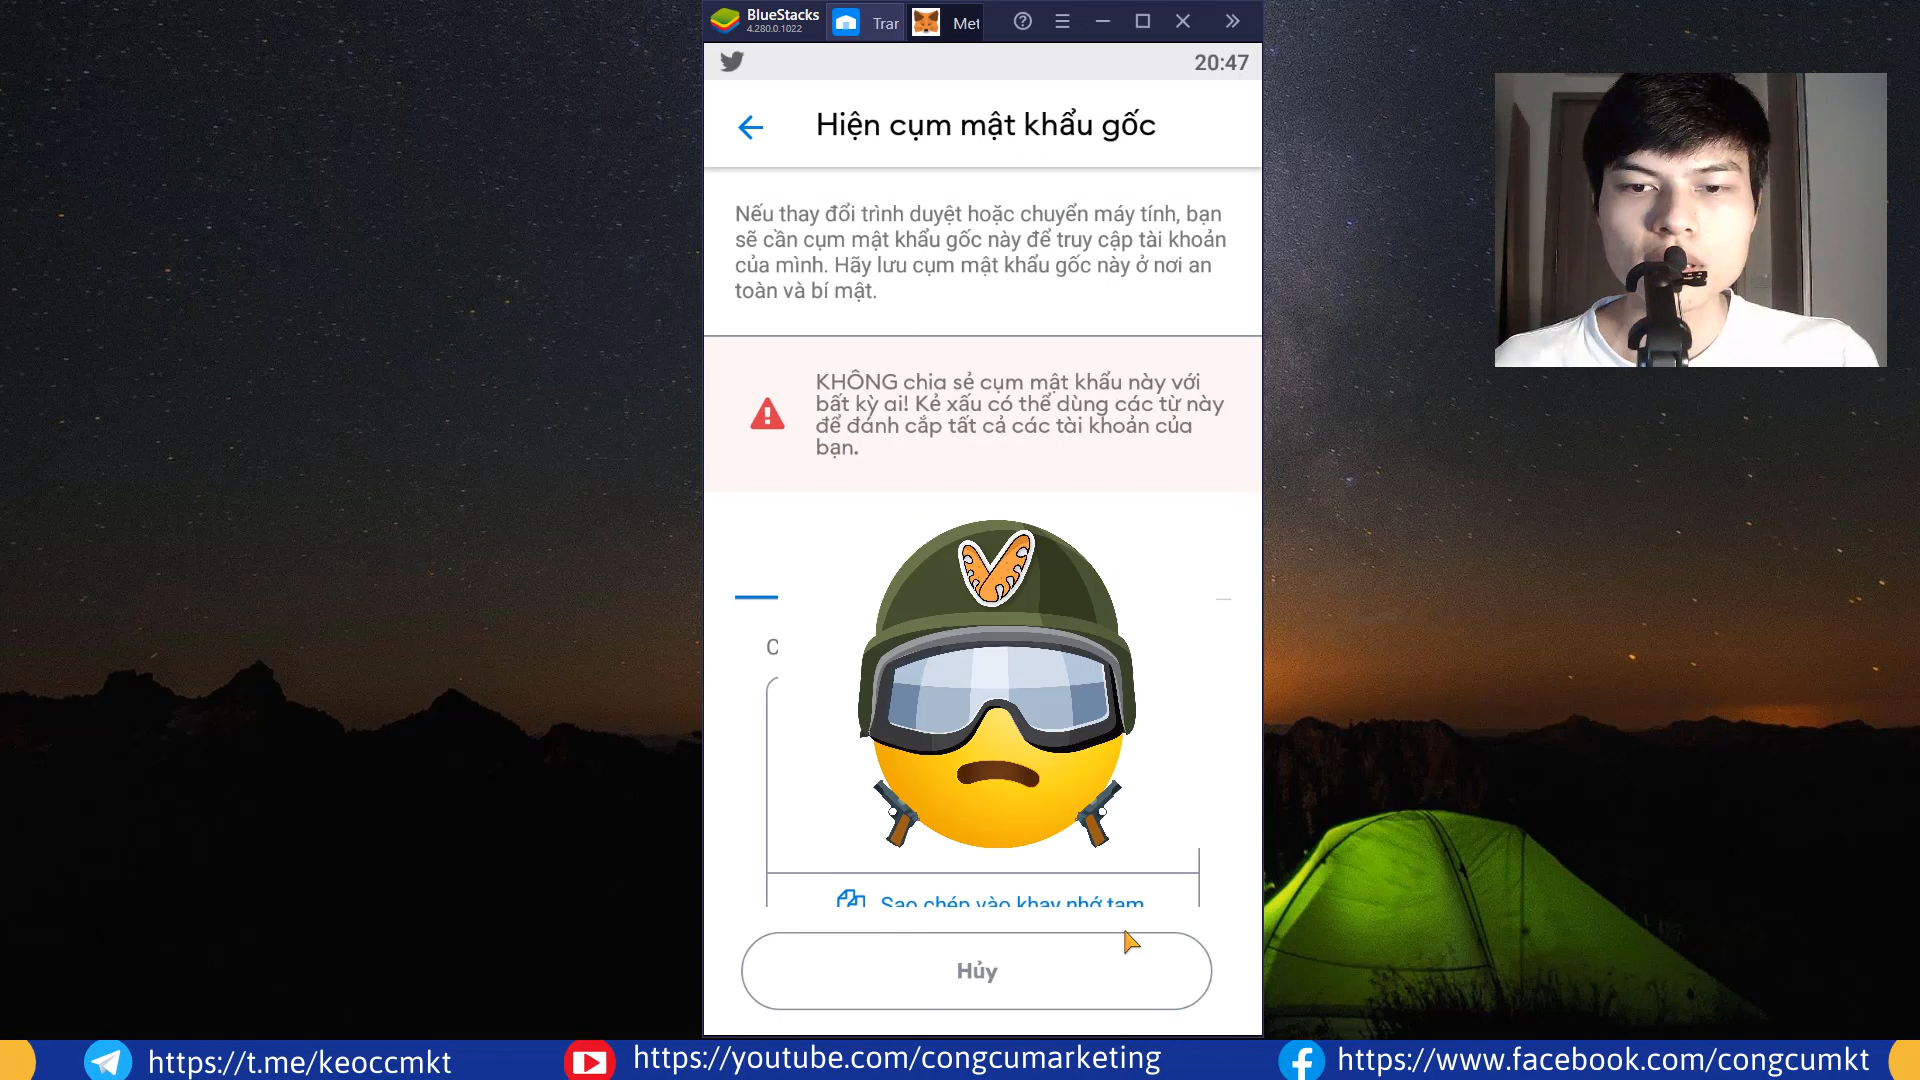 BlueStacks
4.280.0.1022
Trar
Met
20:47
Hiện cụm mật khẩu gốc
Nếu thay đổi trình duyệt hoặc chuyển máy tính, bạn
sẽ cần cụm mật khẩu gốc này để truy cập tài khoản
của mình. Hãy lưu cụm mật khẩu gốc này ở nơi an
toàn và bí mật.
KHÔNG chia sẻ cụm mật khẩu này với
bất kỳ ai! Kẻ xấu có thể dùng các từ này
để đánh cắp tất cả các tài khoản của
bạn.
C
Sao chép vào khay nhớ tạm
Hủy
https://t.me/keoccmkt
https://youtube.com/congcumarketing
https://www.facebook.com/congcumkt